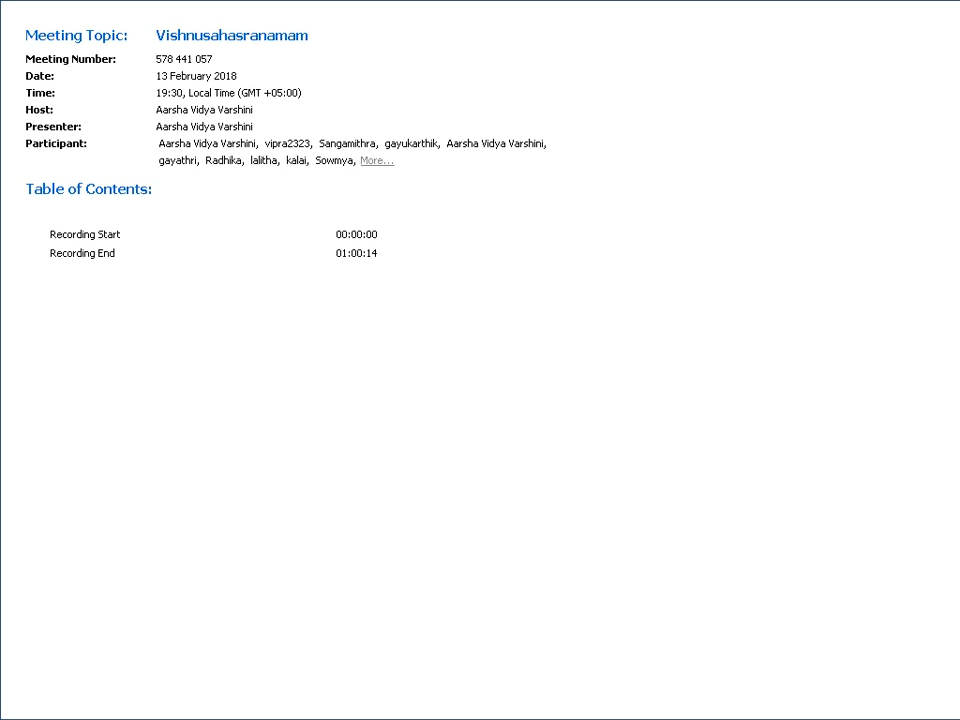 Meeting Topic: Vishnusahasranamam
Meeting Number: 578 441 057
Date: 13 February 2018
Time: 19:30, Local Time (GMT +05:00)
Host: Aarsha Vidya Varshini
Presenter: Aarsha Vidya Varshini
Participant: Aarsha Vidya Varshini, vipra2323, Sangamithra, gayukarthik, Aarsha Vidya Varshini,
gayathri, Radhika, lalitha, kalai, Sowmya, More...
Table of Contents:
Recording Start 00:00:00
Recording End 01:00:14